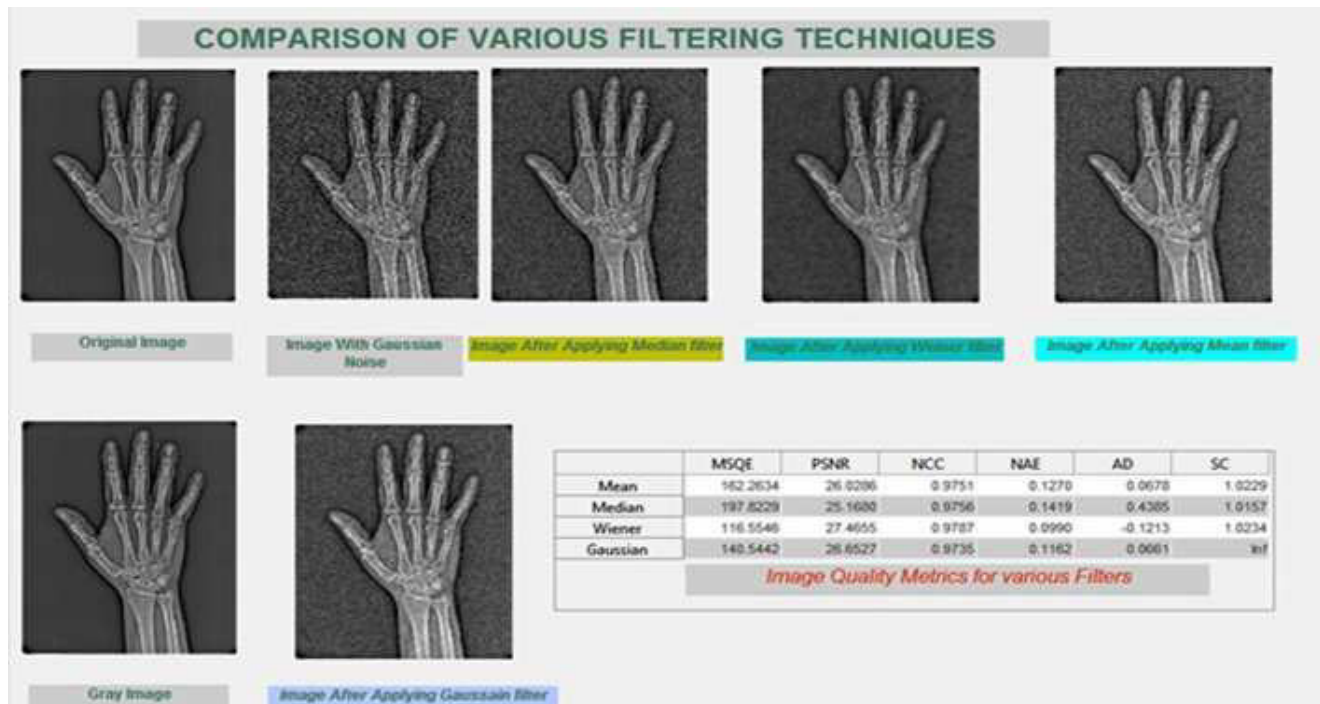 COMPARISON OF VARIOUS FILTERING TECHNIQUES
Original Image
Image With Gaussian
Noise
Image After Applying Median filter
Image After Applying filter
Image After Applying Mean filter
Gray Image
Image After Applying Gaussain filter
MSQE PSNR NCC NAE AD SC
Mean 162.2634 26.0286 0.9751 0.1270 0.0678 1.0229
Median 197.8229 25.1680 0.9756 0.1419 0.4385 1.0157
Wiener 116.5546 27.4655 0.9787 0.0990 -0.1213 1.0234
Gaussian 140.5442 26.6527 0.9735 0.1162 0.0661 Inf
Image Quality Metrics for various Filters